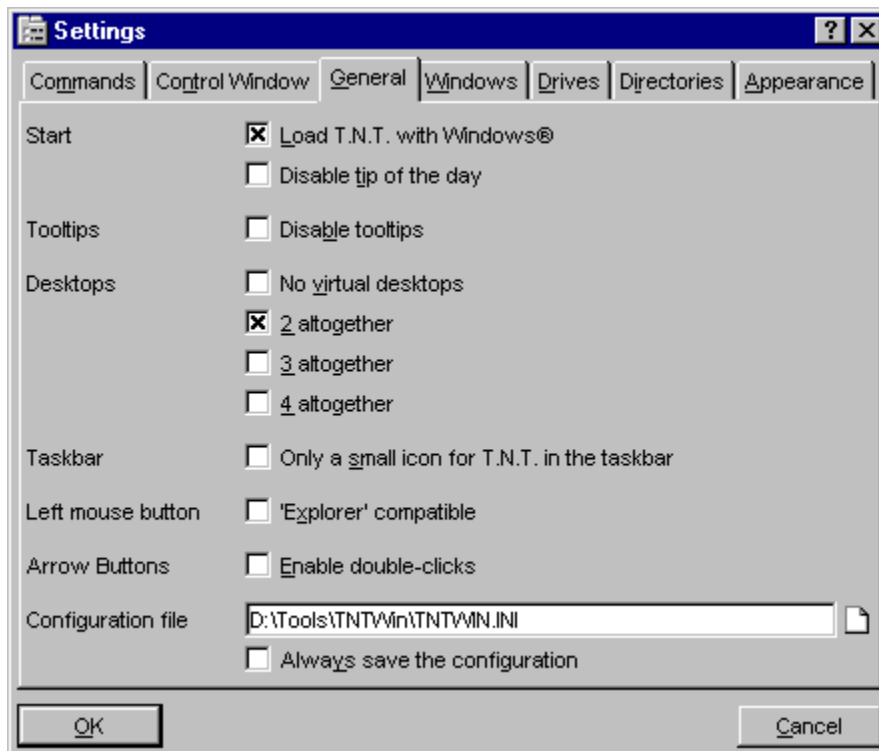 Settings
Commands Control Window General Windows Drives Directories Appearance
Start Load T.N.T. with Windows®
Disable tip of the day
Tooltips Disable tooltips
Desktops No virtual desktops
2 altogether
3 altogether
4 altogether
Taskbar Only a small icon for T.N.T. in the taskbar
Left mouse button 'Explorer' compatible
Arrow Buttons Enable double-clicks
Configuration file D:\Tools\TNTWin\TNTWIN.INI
Always save the configuration
OK Cancel